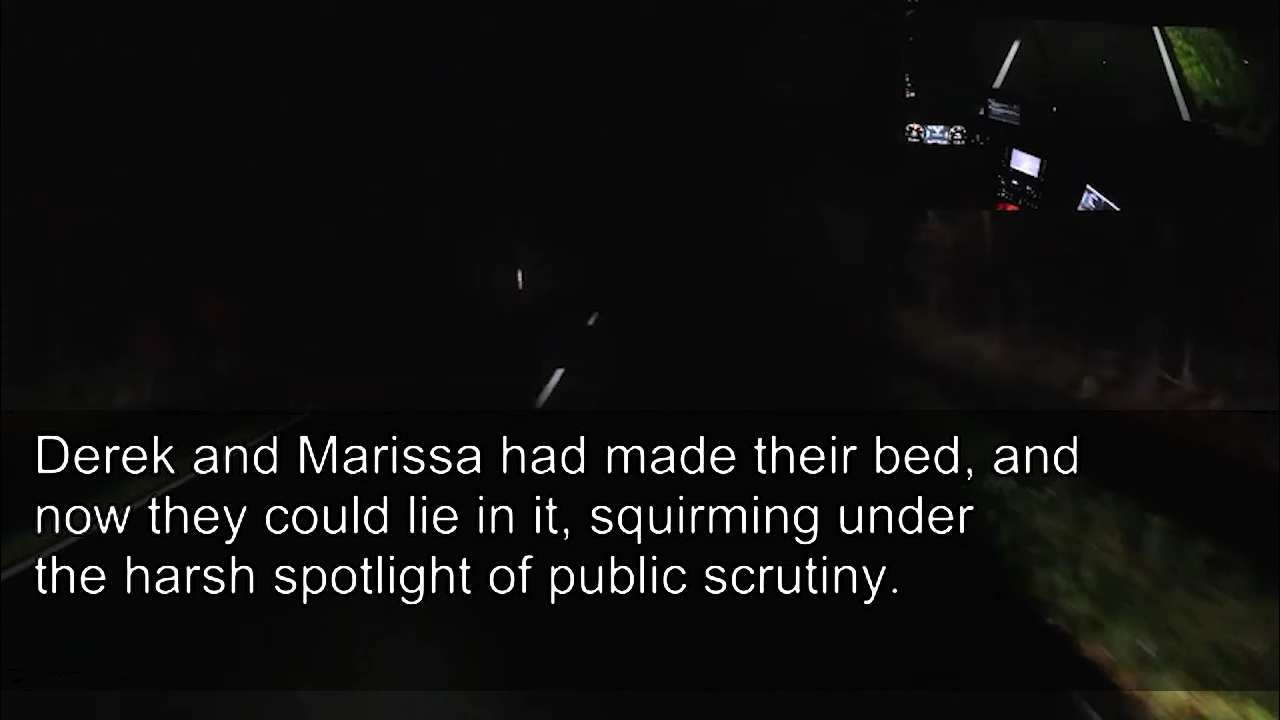 Derek and Marissa had made their bed, and
now they could lie in it, squirming under
the harsh spotlight of public scrutiny.